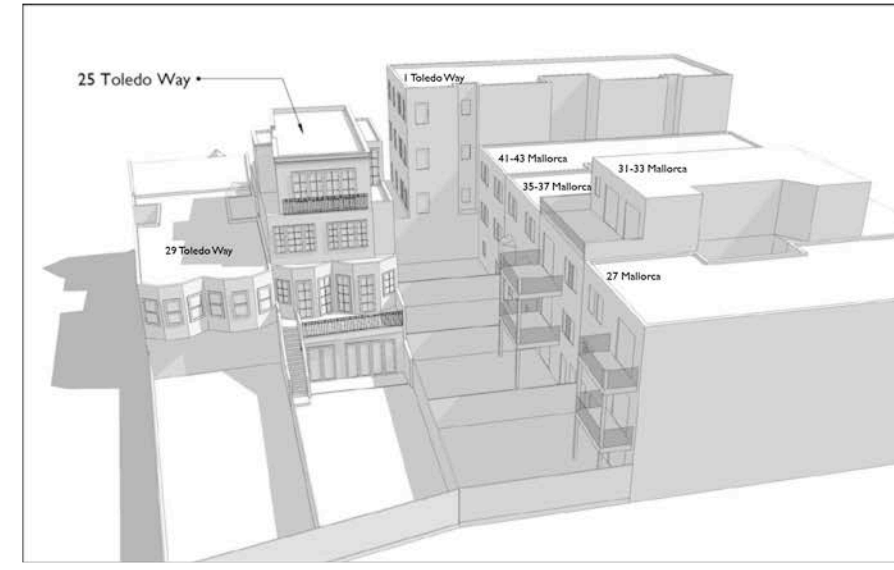 1 Toledo Way
25 Toledo Way
41-43 Mallorca
31-33 Mallorca
35-37 Mallorca
29 Toledo Way
27 Mallorca